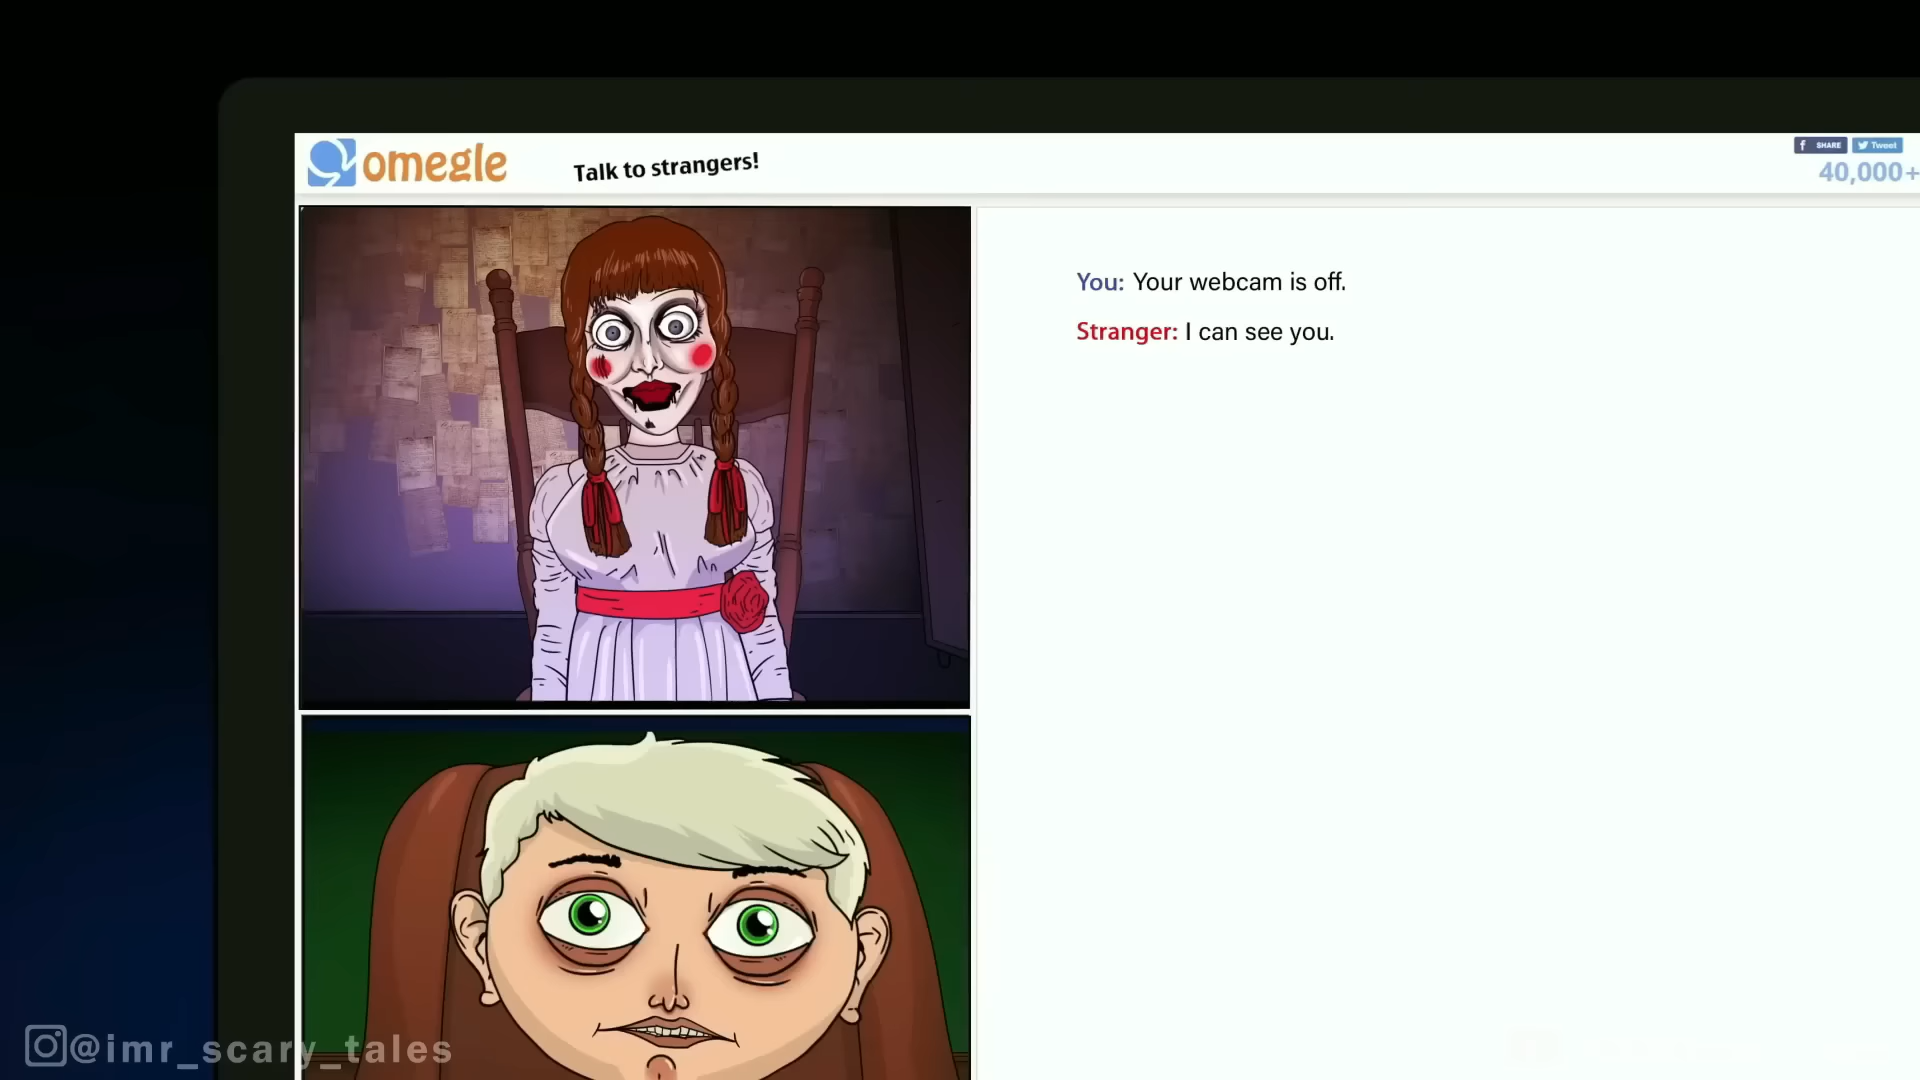 omegle
Talk to strangers!
f SHARE
Tweet
40,000+
You: Your webcam is off.
Stranger: I can see you.
@imr_scary_tales